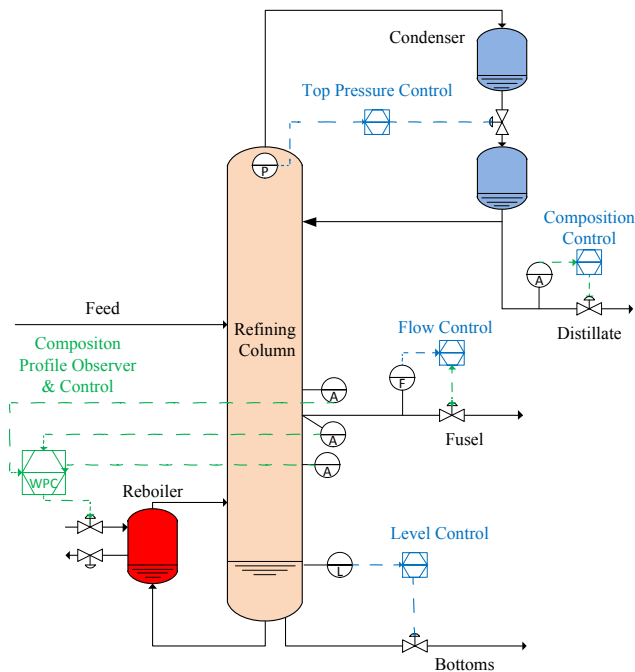 Condenser
Top Pressure Control
P
Composition
Control
A
Feed
Distillate
Refining
Column
Flow Control
Compositon
Profile Observer
& Control
F
A
Fusel
A
A
WPC
Reboiler
Level Control
L
Bottoms